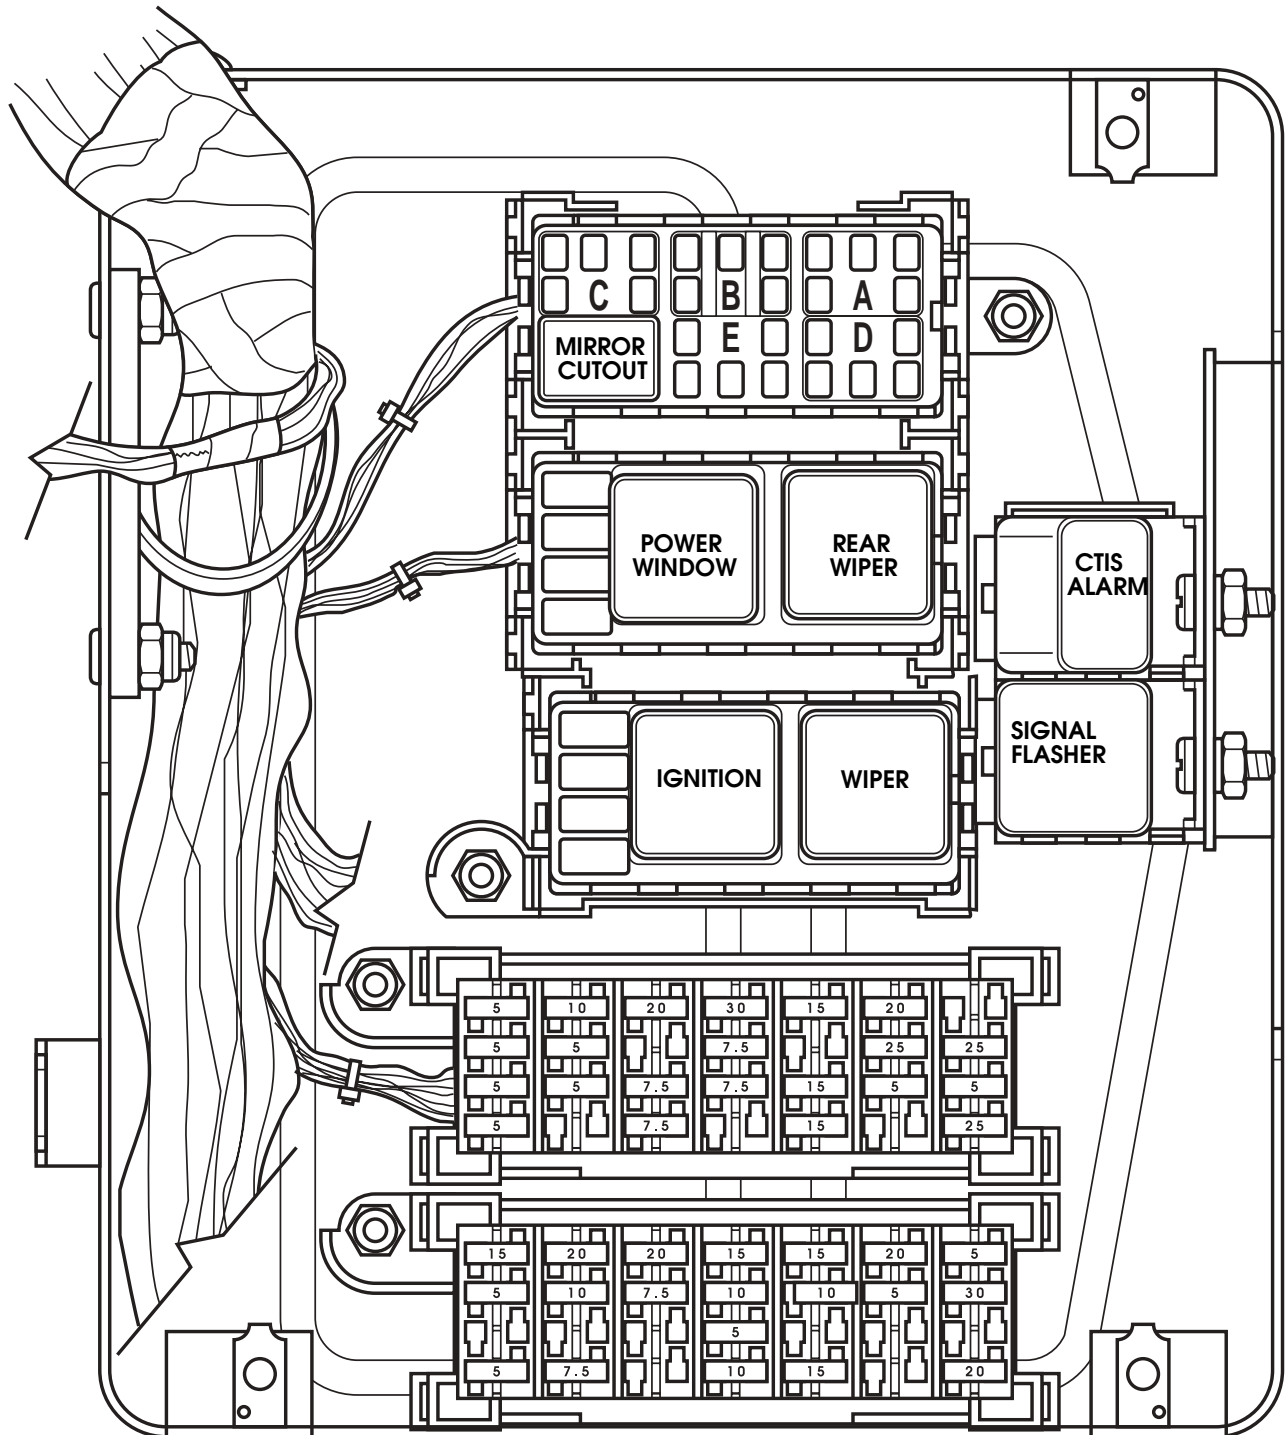 C B A
MIRROR
CUTOUT
E D
POWER
WINDOW
REAR
WIPER
CTIS
ALARM
IGNITION
WIPER
SIGNAL
FLASHER
5 10 20 30 15 20
5 5 7.5 25 25
5 5 7.5 7.5 15 5 5
5 7.5 15 25
15 20 20 15 15 20 5
5 10 7.5 10 10 5 30
5
5 7.5 10 15 20